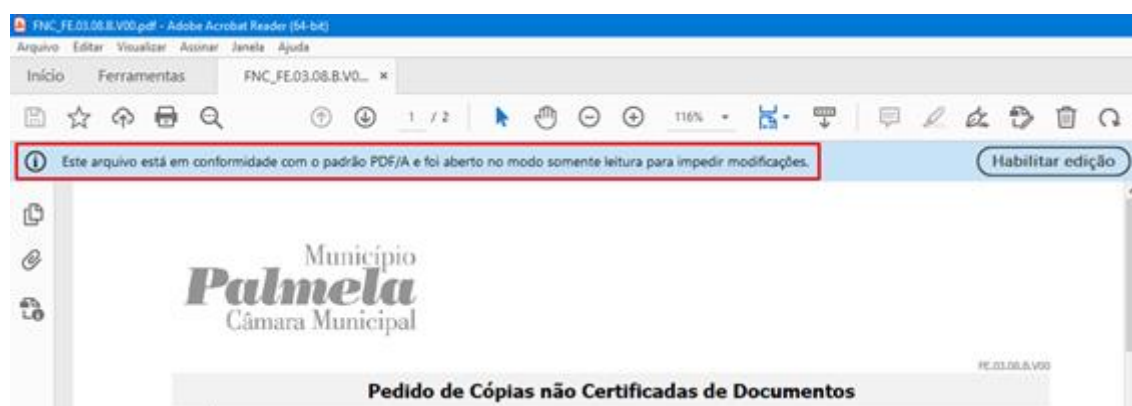 FNC_FE.03.08.B.V00.pdf - Adobe Acrobat Reader (64-bit)
Arquivo Editar Visualizar Assinar Janela Ajuda
Início Ferramentas FNC_FE.03.08.B.V0... ×
1 / 2 116%
Este arquivo está em conformidade com o padrão PDF/A e foi aberto no modo somente leitura para impedir modificações. Habilitar edição
Município
Palmela
Câmara Municipal
FE.03.08.B.V00
Pedido de Cópias não Certificadas de Documentos